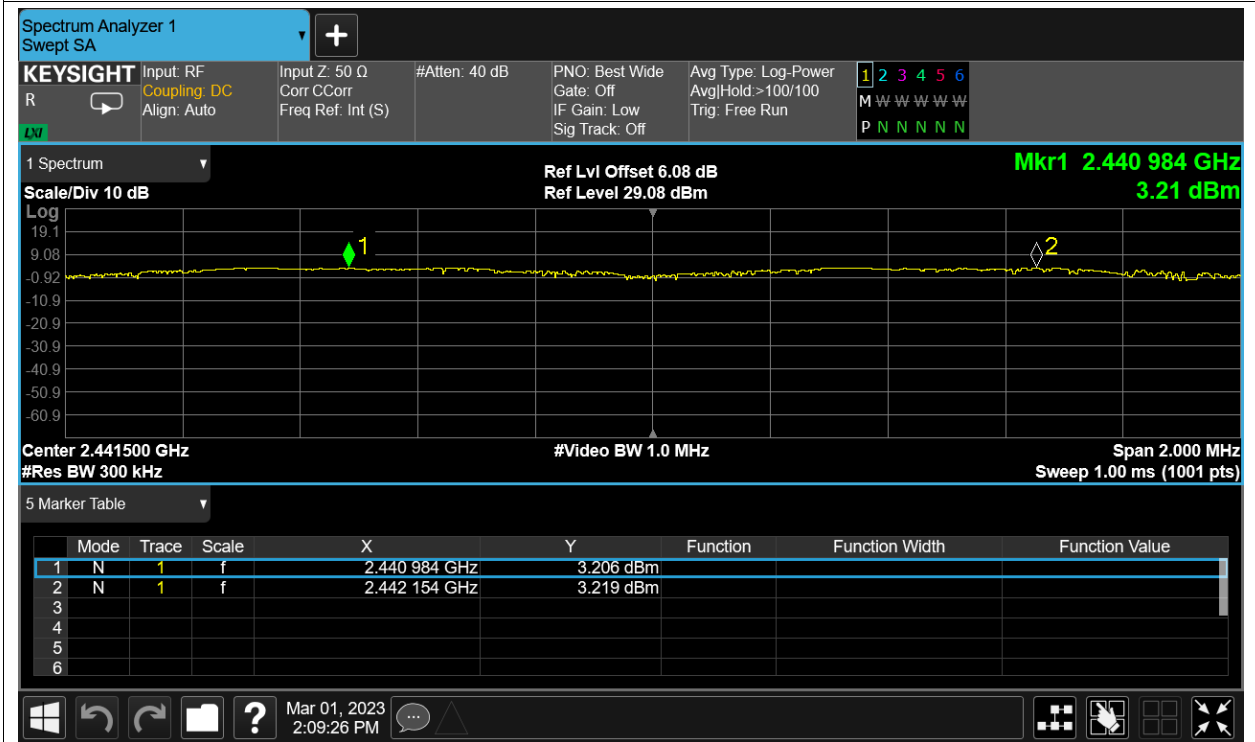 Spectrum Analyzer 1
Swept SA
+
KEYSIGHT
R
LXI
Input: RF
Coupling: DC
Align: Auto
Input Z: 50 Ω
Corr CCorr
Freq Ref: Int (S)
#Atten: 40 dB
PNO: Best Wide
Gate: Off
IF Gain: Low
Sig Track: Off
Avg Type: Log-Power
Avg|Hold:>100/100
Trig: Free Run
1 2 3 4 5 6
M W W W W W
P N N N N N
1 Spectrum
Scale/Div 10 dB
Ref Lvl Offset 6.08 dB
Ref Level 29.08 dBm
Mkr1 2.440 984 GHz
3.21 dBm
Log
19.1
9.08
-0.92
-10.9
-20.9
-30.9
-40.9
-50.9
-60.9
1
2
Center 2.441500 GHz
#Res BW 300 kHz
#Video BW 1.0 MHz
Span 2.000 MHz
Sweep 1.00 ms (1001 pts)
5 Marker Table
Mode Trace Scale X Y Function Function Width Function Value
1 N 1 f 2.440 984 GHz 3.206 dBm
2 N 1 f 2.442 154 GHz 3.219 dBm
3
4
5
6
?
Mar 01, 2023
2:09:26 PM